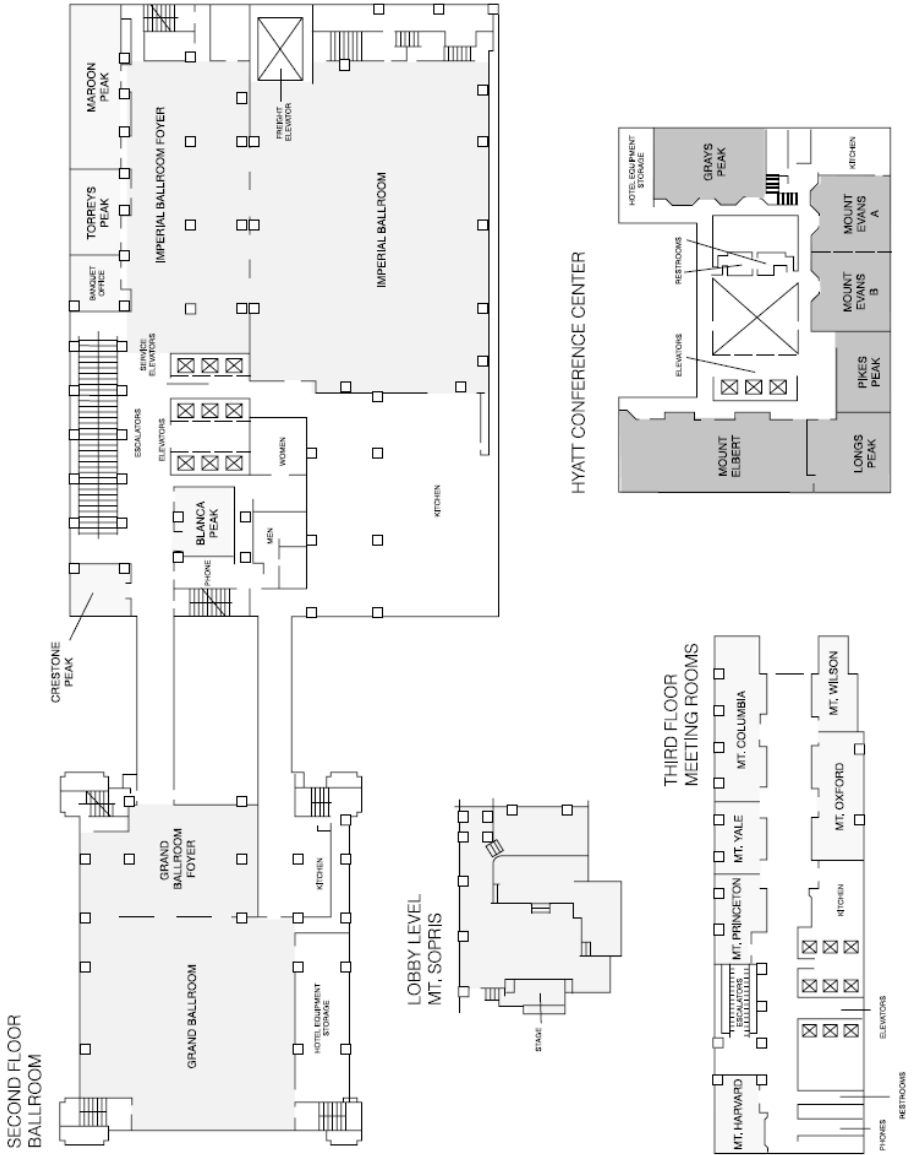 SECOND FLOOR
BALLROOM
CRESTONE
PEAK
ESCALATORS
BANQUET
OFFICE
TORREYS
PEAK
MAROON
PEAK
GRAND
BALLROOM
FOYER
GRAND BALLROOM
HOTEL EQUIPMENT
STORAGE
KITCHEN
PHONE
BLANCA
PEAK
MEN
WOMEN
ELEVATORS
SERVICE
ELEVATORS
IMPERIAL BALLROOM FOYER
FREIGHT
ELEVATOR
IMPERIAL BALLROOM
KITCHEN
LOBBY LEVEL
MT. SOPRIS
STAGE
HYATT CONFERENCE CENTER
MOUNT
ELBERT
LONGS
PEAK
PIKES
PEAK
MOUNT
EVANS
B
MOUNT
EVANS
A
ELEVATORS
RESTROOMS
HOTEL EQUIPMENT
STORAGE
GRAYS
PEAK
KITCHEN
THIRD FLOOR
MEETING ROOMS
MT. HARVARD
ESCALATORS
MT. PRINCETON
MT. YALE
MT. COLUMBIA
PHONES
RESTROOMS
ELEVATORS
KITCHEN
MT. OXFORD
MT. WILSON